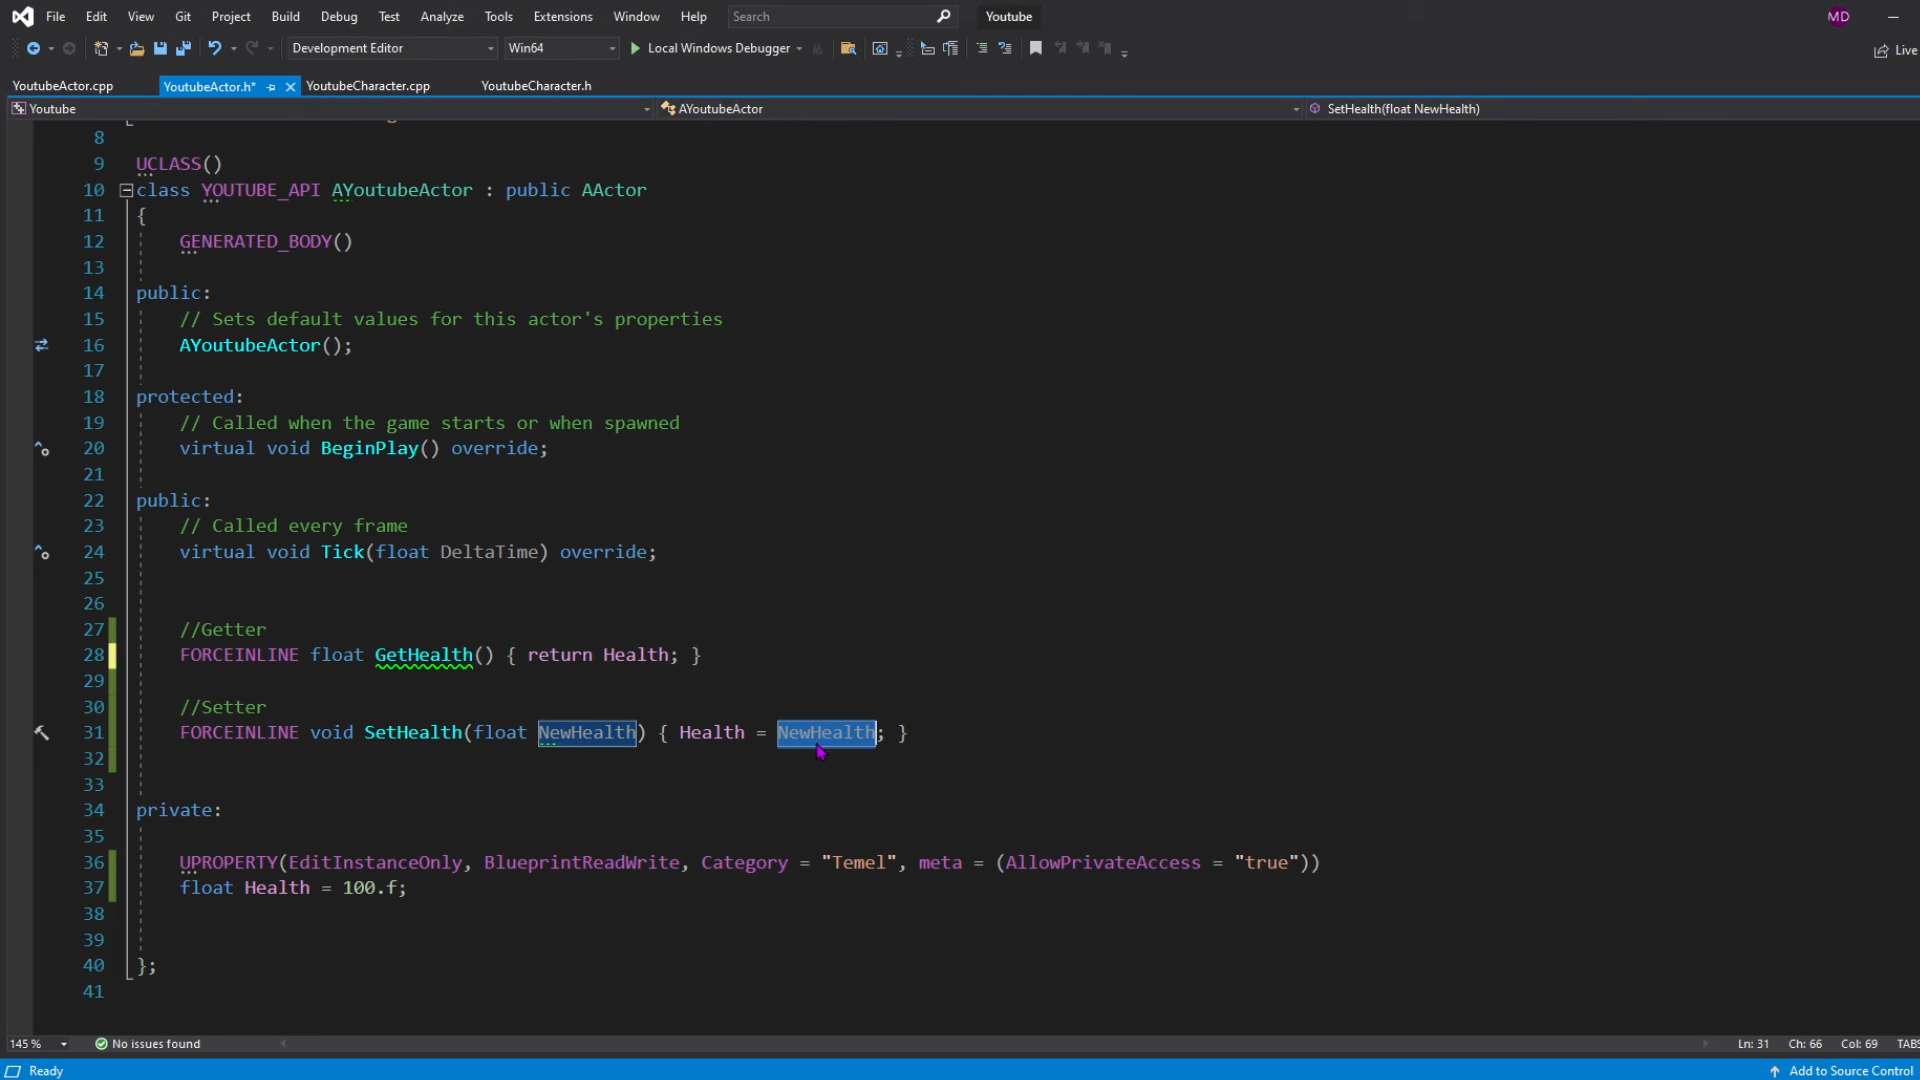 File Edit View Git Project Build Debug Test Analyze Tools Extensions Window Help Search Youtube MD
Development Editor Win64 Local Windows Debugger Live
YoutubeActor.cpp YoutubeActor.h* YoutubeCharacter.cpp YoutubeCharacter.h
Youtube AYoutubeActor SetHealth(float NewHealth)
8
9 UCLASS()
10 class YOUTUBE_API AYoutubeActor : public AActor
11 {
12 GENERATED_BODY()
13
14 public:
15 // Sets default values for this actor's properties
16 AYoutubeActor();
17
18 protected:
19 // Called when the game starts or when spawned
20 virtual void BeginPlay() override;
21
22 public:
23 // Called every frame
24 virtual void Tick(float DeltaTime) override;
25
26
27 //Getter
28 FORCEINLINE float GetHealth() { return Health; }
29
30 //Setter
31 FORCEINLINE void SetHealth(float NewHealth) { Health = NewHealth; }
32
33
34 private:
35
36 UPROPERTY(EditInstanceOnly, BlueprintReadWrite, Category = "Temel", meta = (AllowPrivateAccess = "true"))
37 float Health = 100.f;
38
39
40 };
41
145 % No issues found Ln: 31 Ch: 66 Col: 69 TABS
Ready Add to Source Control